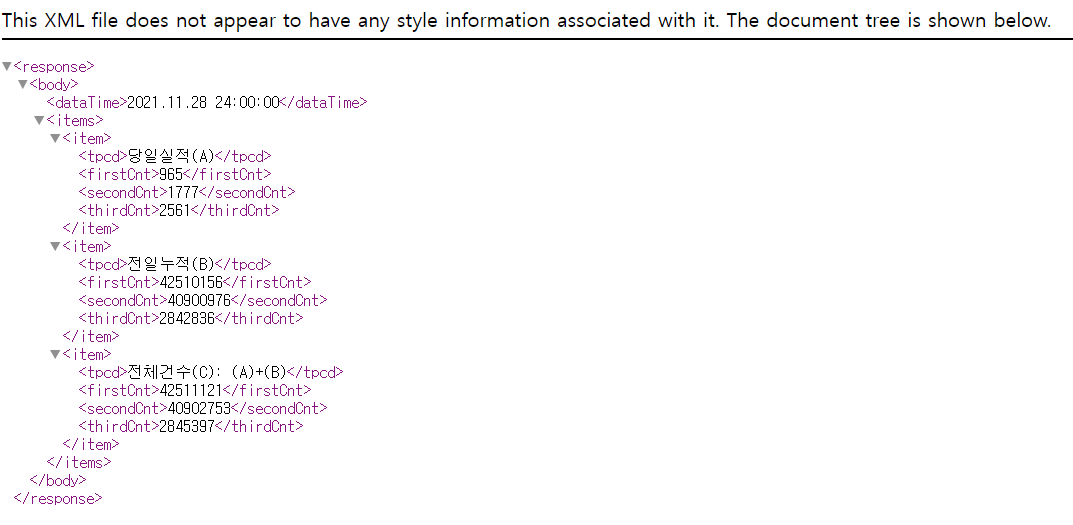 This XML file does not appear to have any style information associated with it. The document tree is shown below.
▼<response>
▼<body>
<dataTime>2021.11.28 24:00:00</dataTime>
▼<items>
▼<item>
<tpcd>당일실적(A)</tpcd>
<firstCnt>965</firstCnt>
<secondCnt>1777</secondCnt>
<thirdCnt>2561</thirdCnt>
</item>
▼<item>
<tpcd>전일누적(B)</tpcd>
<firstCnt>42510156</firstCnt>
<secondCnt>40900976</secondCnt>
<thirdCnt>2842836</thirdCnt>
</item>
▼<item>
<tpcd>전체건수(C): (A)+(B)</tpcd>
<firstCnt>42511121</firstCnt>
<secondCnt>40902753</secondCnt>
<thirdCnt>2845397</thirdCnt>
</item>
</items>
</body>
</response>